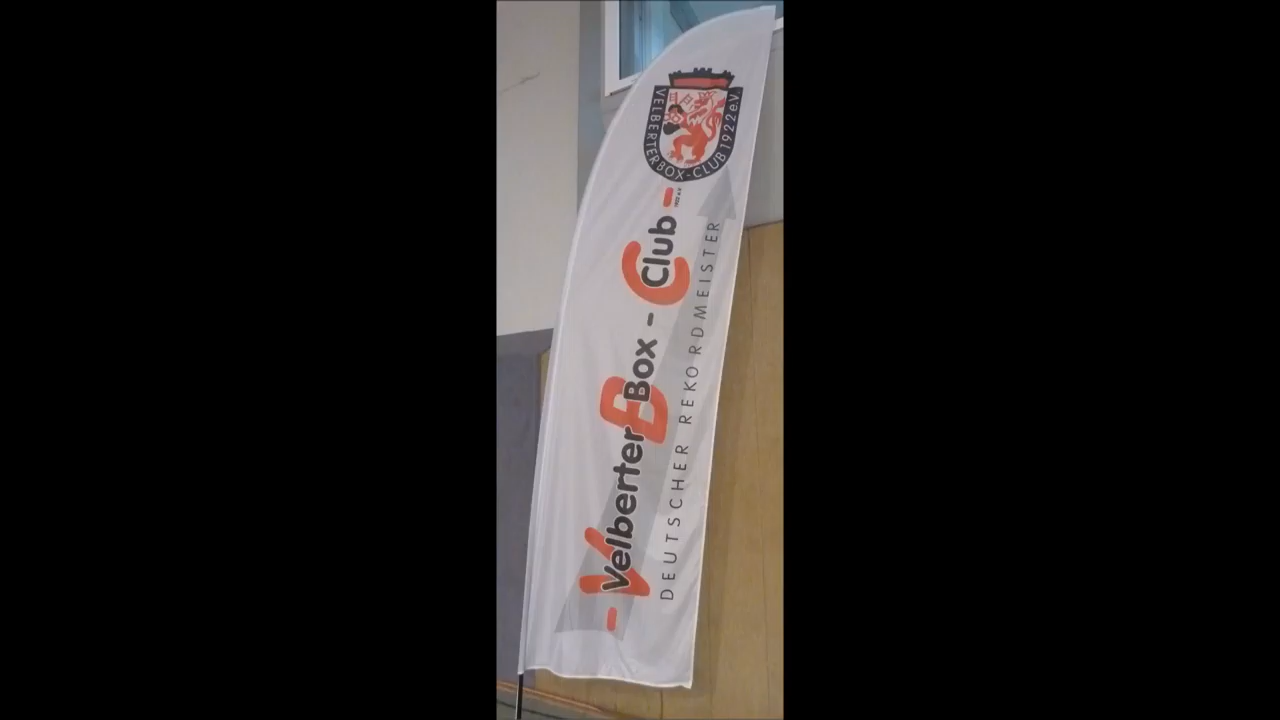 VELBERTER BOX-CLUB 1922 e.V.
- Velberter Box - Club -
DEUTSCHER REKORDMEISTER